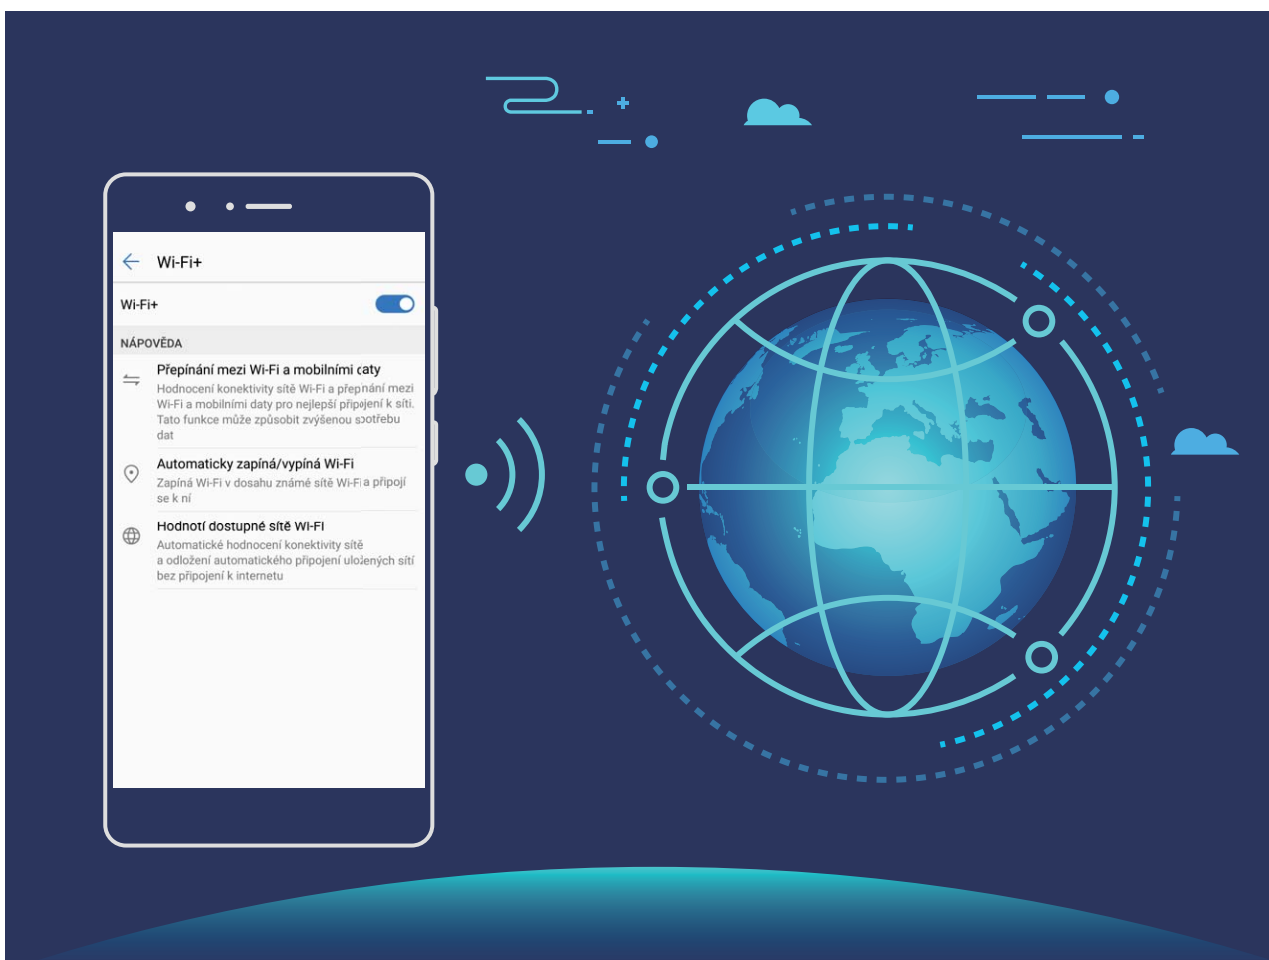 Wi-Fi+
Wi-Fi+
NÁPOVĚDA
Přepínání mezi Wi-Fi a mobilními daty
Hodnocení konektivity sítě Wi-Fi a přepínání mezi
Wi-Fi a mobilními daty pro nejlepší připojení k síti.
Tato funkce může způsobit zvýšenou spotřebu
dat
Automaticky zapíná/vypíná Wi-Fi
Zapíná Wi-Fi v dosahu známé sítě Wi-Fi a připojí
se k ní
Hodnotí dostupné sítě Wi-Fi
Automatické hodnocení konektivity sítě
a odložení automatického připojení uložených sítí
bez připojení k internetu